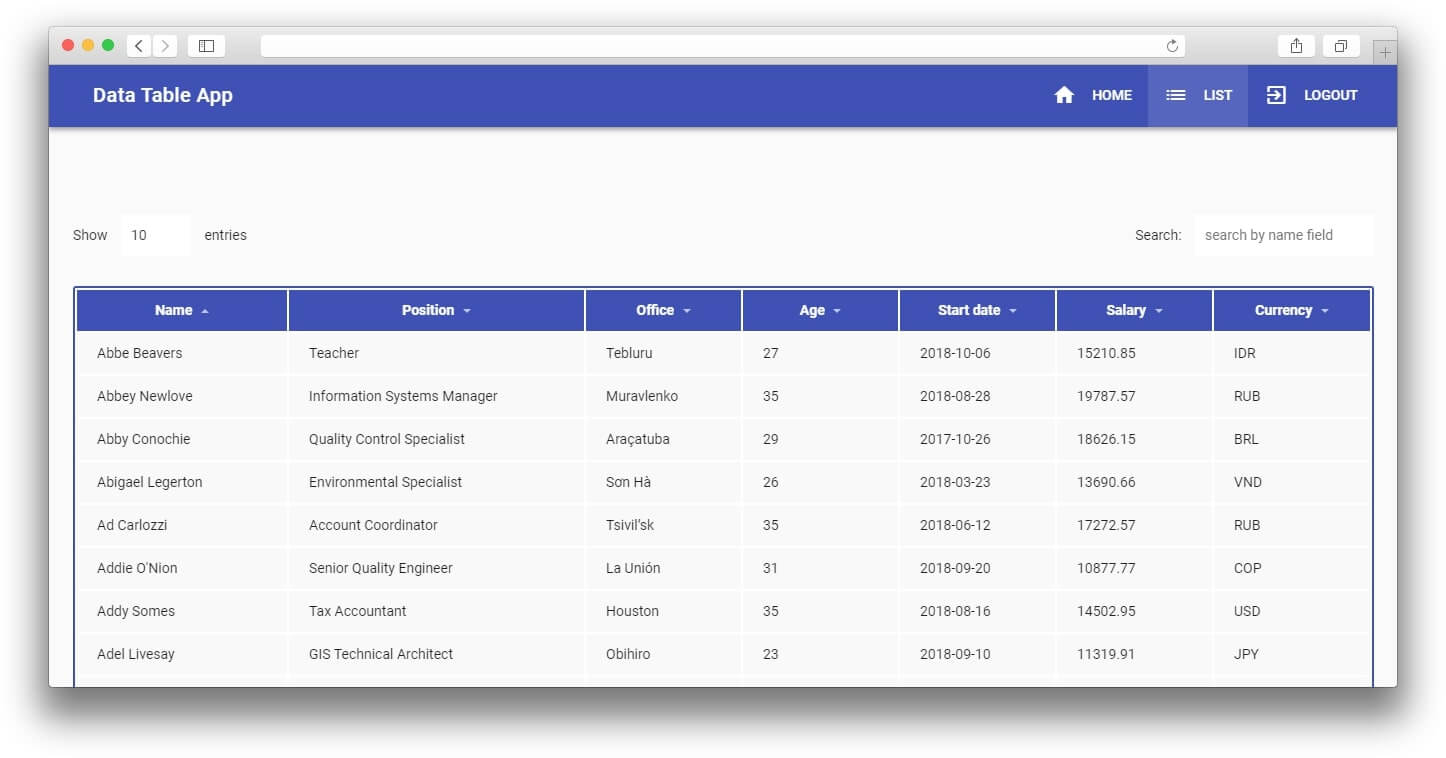 Data Table App HOME LIST LOGOUT
Show 10 entries Search: search by name field
Name Position Office Age Start date Salary Currency
Abbe Beavers Teacher Tebluru 27 2018-10-06 15210.85 IDR
Abbey Newlove Information Systems Manager Muravlenko 35 2018-08-28 19787.57 RUB
Abby Conochie Quality Control Specialist Araçatuba 29 2017-10-26 18626.15 BRL
Abigael Legerton Environmental Specialist Sơn Hà 26 2018-03-23 13690.66 VND
Ad Carlozzi Account Coordinator Tsivil'sk 35 2018-06-12 17272.57 RUB
Addie O'Nion Senior Quality Engineer La Unión 31 2018-09-20 10877.77 COP
Addy Somes Tax Accountant Houston 35 2018-08-16 14502.95 USD
Adel Livesay GIS Technical Architect Obihiro 23 2018-09-10 11319.91 JPY